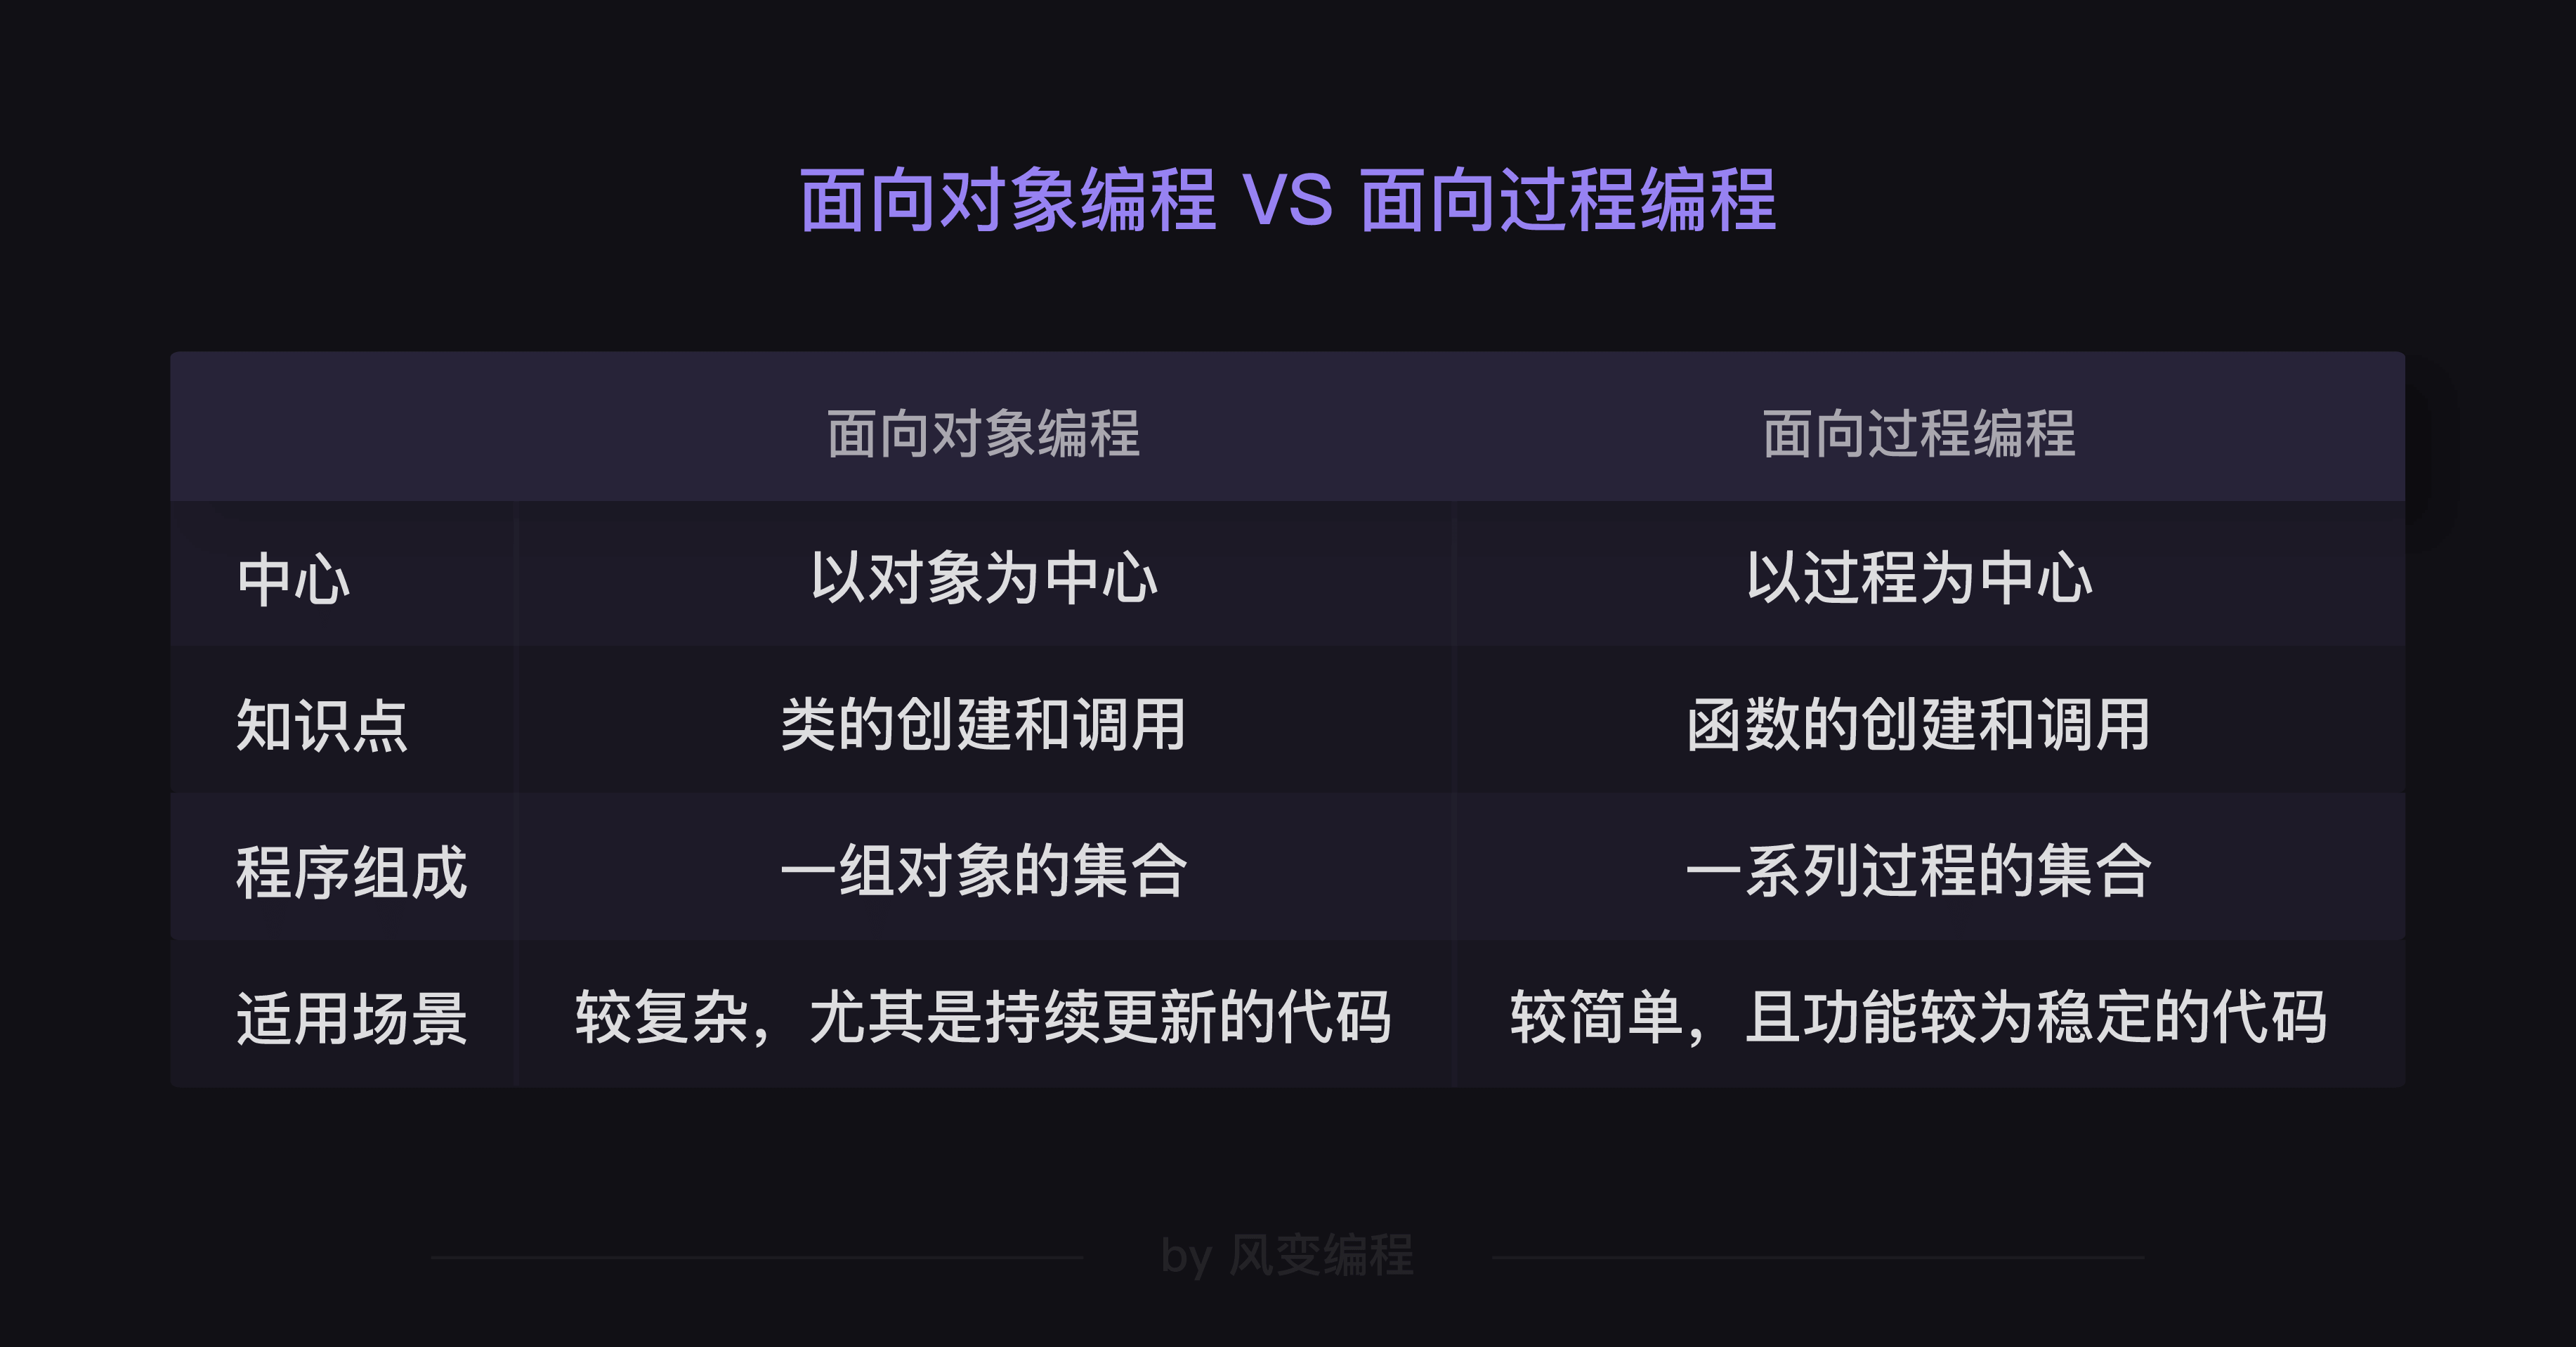 面向对象编程 VS 面向过程编程
面向对象编程 面向过程编程
中心 以对象为中心 以过程为中心
知识点 类的创建和调用 函数的创建和调用
程序组成 一组对象的集合 一系列过程的集合
适用场景 较复杂，尤其是持续更新的代码 较简单，且功能较为稳定的代码
by 风变编程